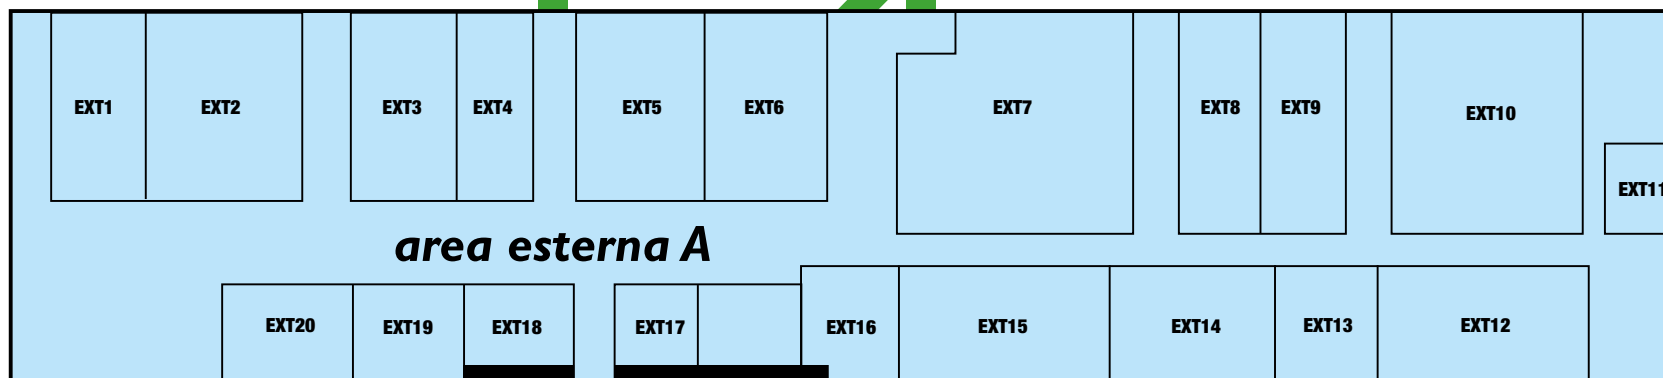 EXT1 EXT2 EXT3 EXT4 EXT5 EXT6 EXT7 EXT8 EXT9 EXT10
EXT11
area esterna A
EXT20 EXT19 EXT18 EXT17 EXT16 EXT15 EXT14 EXT13 EXT12